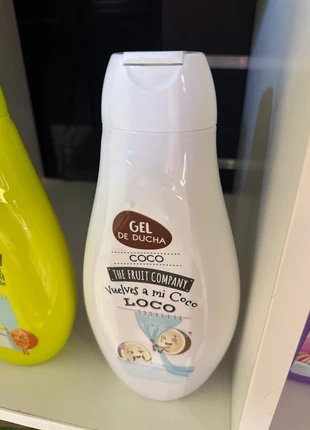 GEL
DE DUCHA
COCO
THE FRUIT COMPANY
Vuelves a mi Coco
LOCO